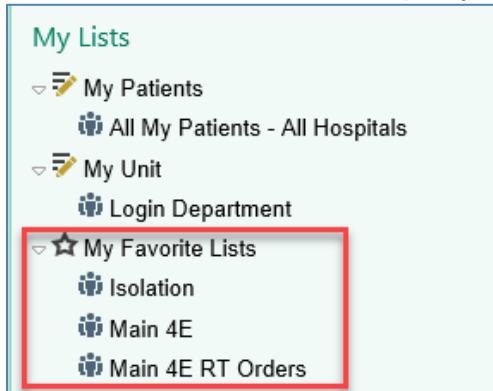 My Lists
My Patients
All My Patients - All Hospitals
My Unit
Login Department
My Favorite Lists
Isolation
Main 4E
Main 4E RT Orders